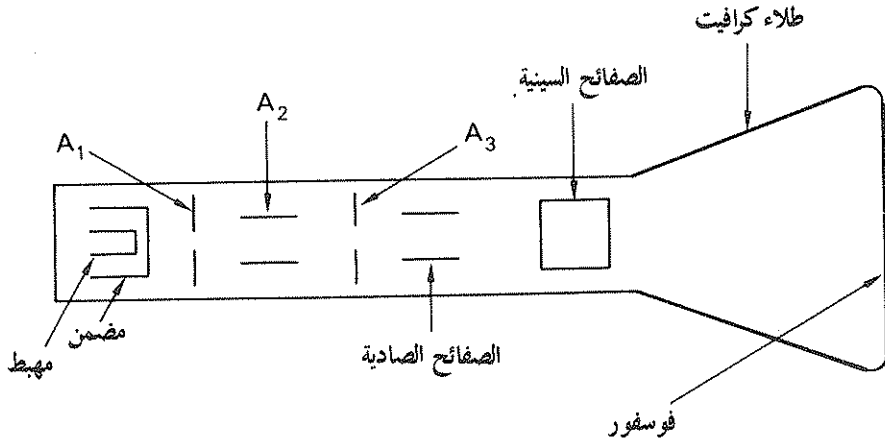 طلاء كرافيت
الصفائح السينية
A₂
A₁
A₃
مضمن
مهبط
الصفائح الصادية
فوسفور